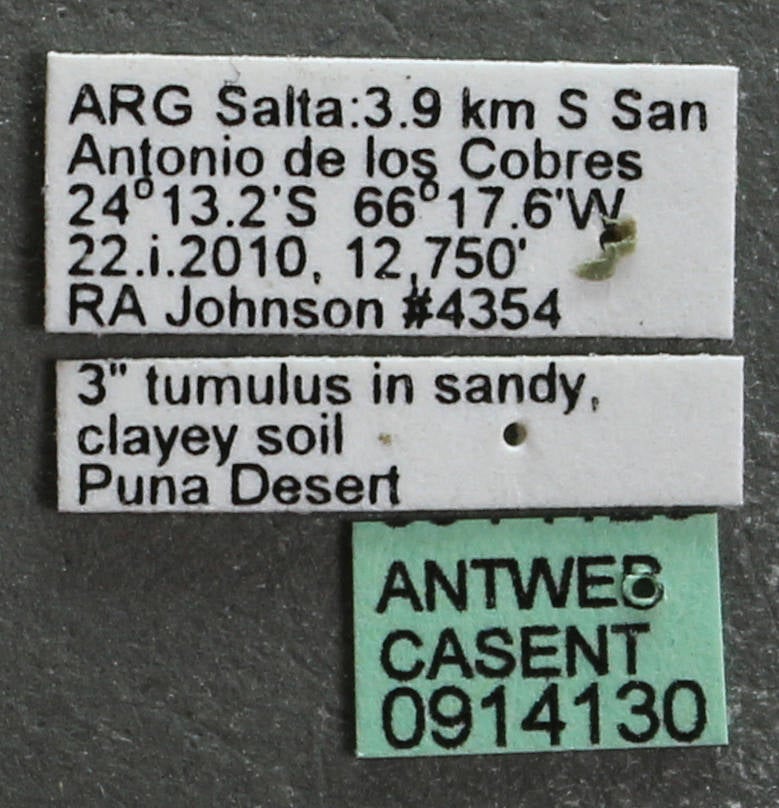 ARG Salta:3.9 km S San
Antonio de los Cobres
24°13.2'S 66°17.6'W
22.i.2010, 12,750'
RA Johnson #4354
3" tumulus in sandy,
clayey soil
Puna Desert
ANTWEB
CASENT
0914130